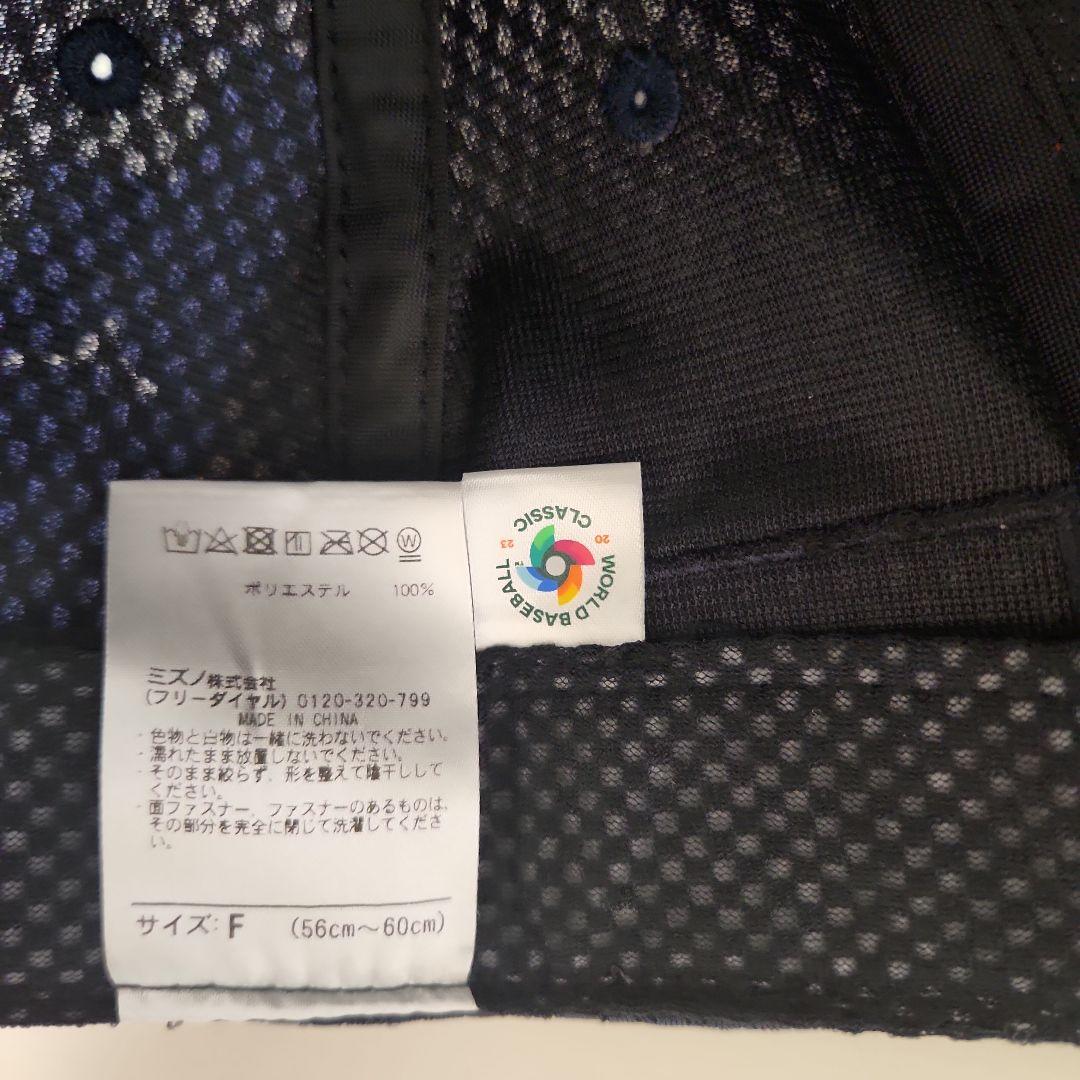 ポリエステル 100%
ミズノ株式会社
(フリーダイヤル) 0120-320-799
MADE IN CHINA
・色物と白物は一緒に洗わないでください。
・濡れたまま放置しないでください。
・そのまま絞らず、形を整えて陰干しして
ください。
・面ファスナー、ファスナーのあるものは、
その部分を完全に閉じて洗濯してくださ
い。
サイズ: F (56cm～60cm)
WORLD BASEBALL
CLASSIC
20 23
TM
W